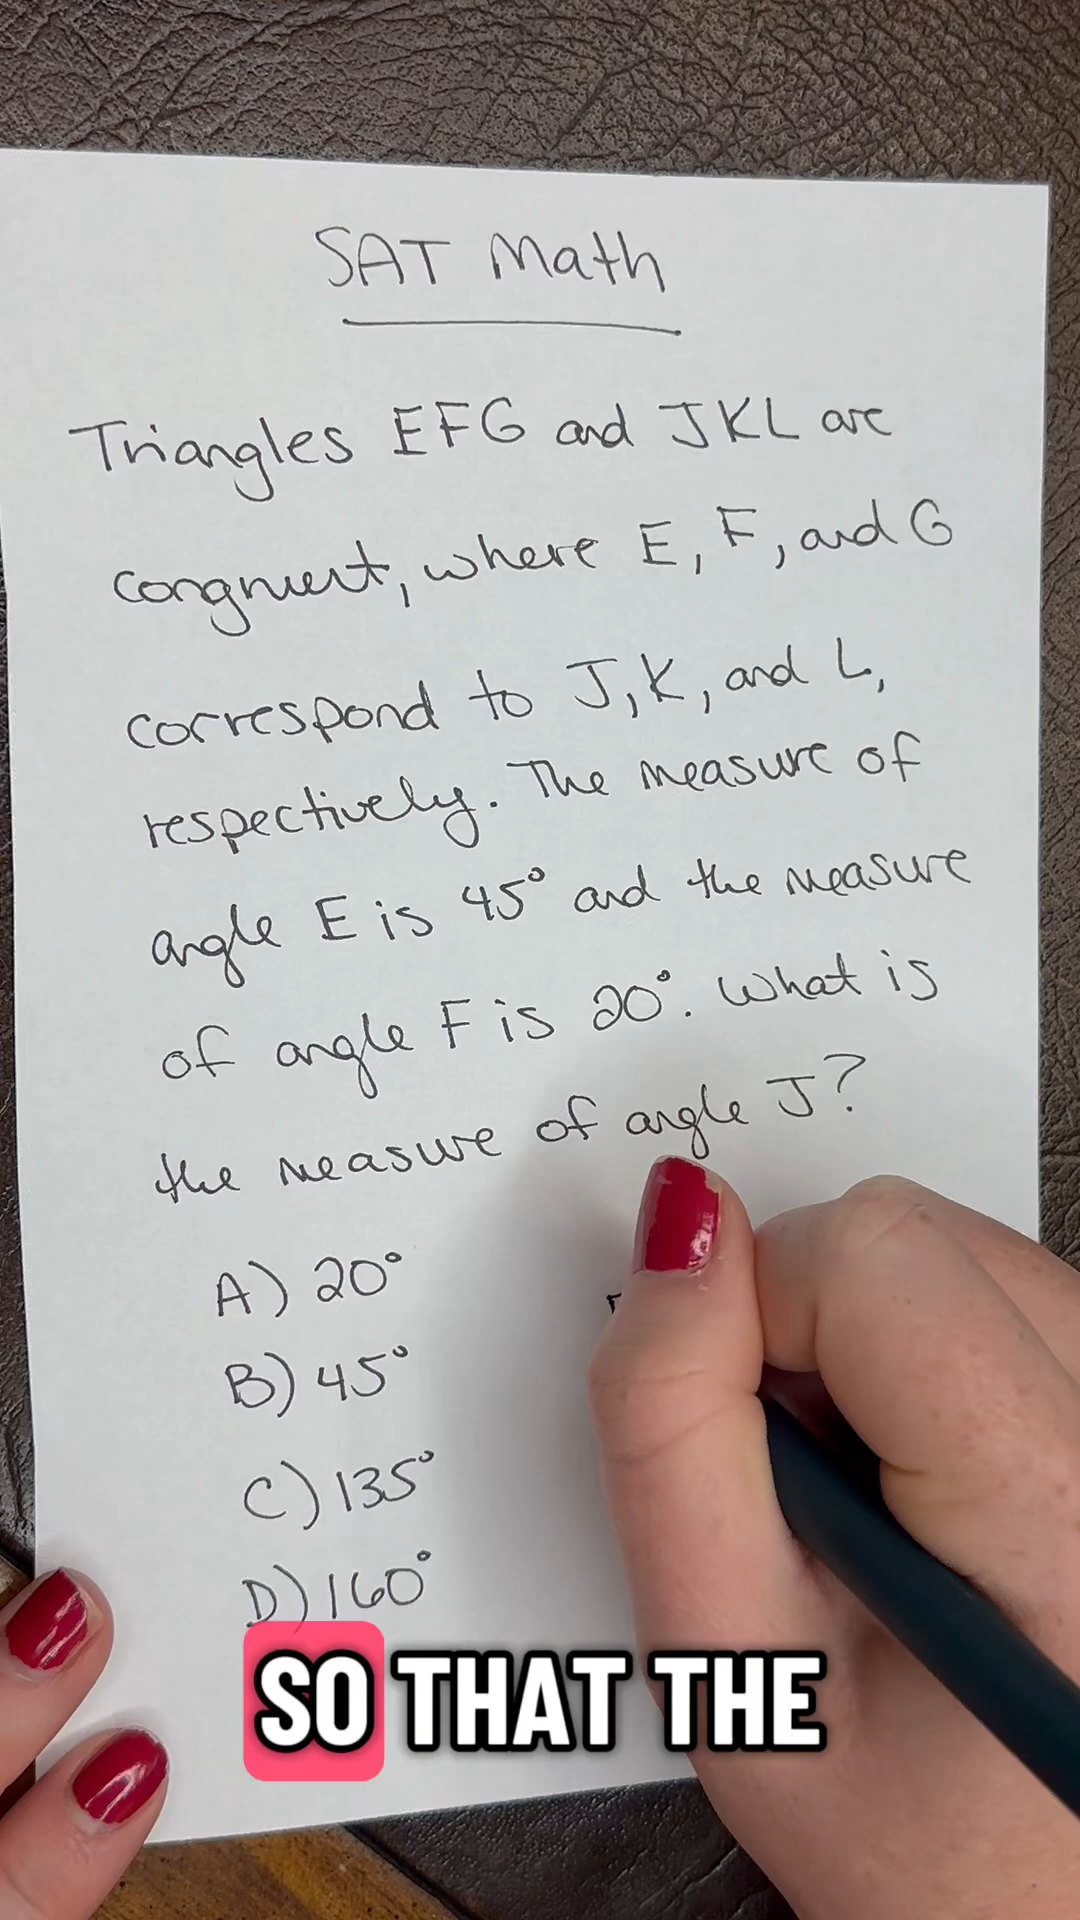 SAT Math
Triangles EFG and JKL are
congruent, where E, F, and G
correspond to J, K, and L,
respectively. The measure of
angle E is 45° and the measure
of angle F is 20°. What is
the measure of angle J?
A) 20°
B) 45°
C) 135°
D) 160°
SO THAT THE